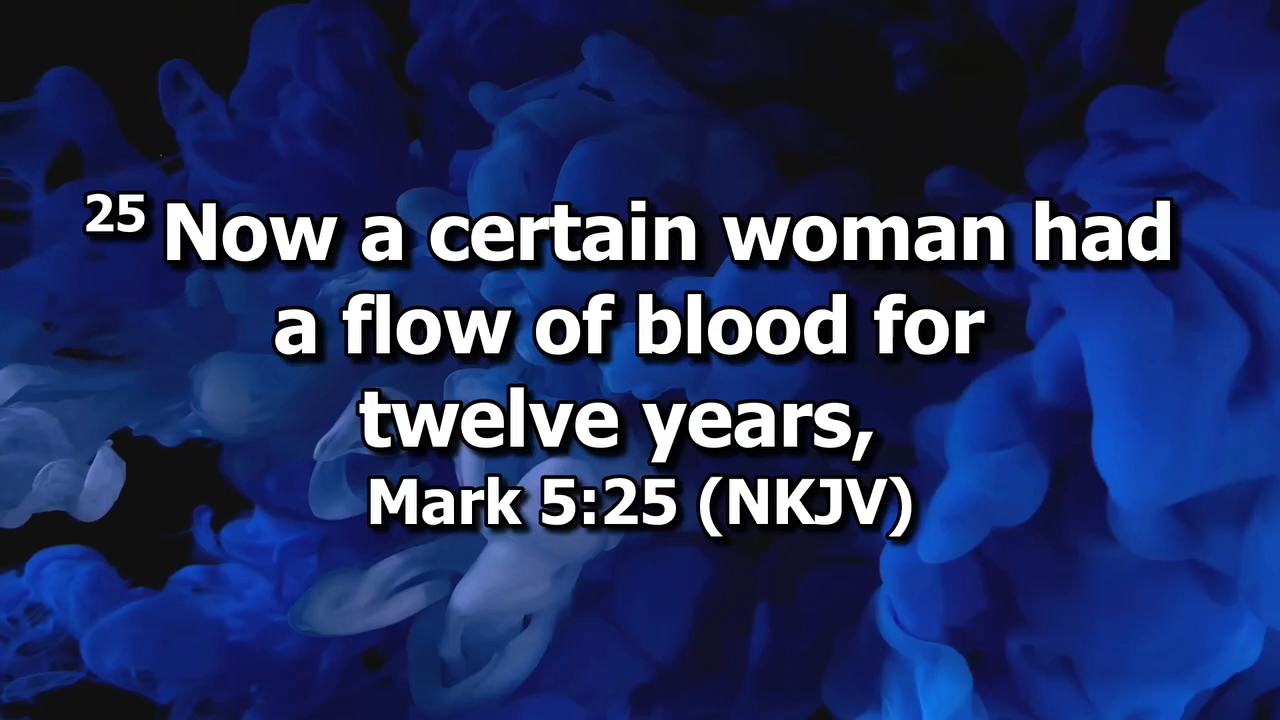 25 Now a certain woman had
a flow of blood for
twelve years,
Mark 5:25 (NKJV)